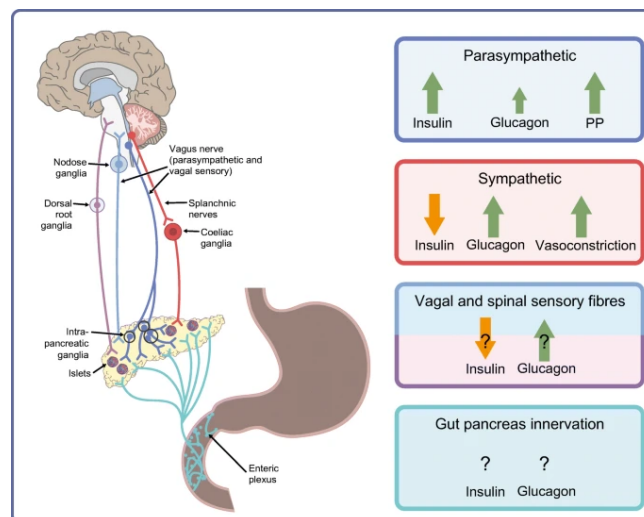 Nodose
ganglia
Vagus nerve
(parasympathetic and
vagal sensory)
Dorsal
root
ganglia
Splanchnic
nerves
Coeliac
ganglia
Intra-
pancreatic
ganglia
Islets
Enteric
plexus
Parasympathetic
Insulin Glucagon PP
Sympathetic
Insulin Glucagon Vasoconstriction
Vagal and spinal sensory fibres
? ?
Insulin Glucagon
Gut pancreas innervation
? ?
Insulin Glucagon